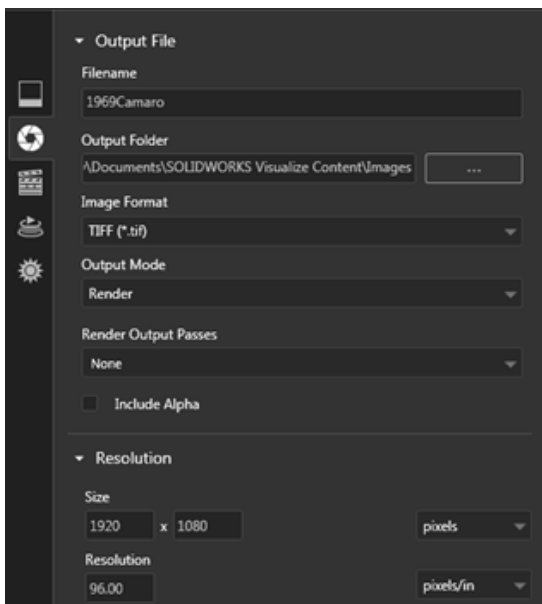 Output File
Filename
1969Camaro
Output Folder
\Documents\SOLIDWORKS Visualize Content\Images
...
Image Format
TIFF (*.tif)
Output Mode
Render
Render Output Passes
None
Include Alpha
Resolution
Size
1920 x 1080 pixels
Resolution
96.00 pixels/in